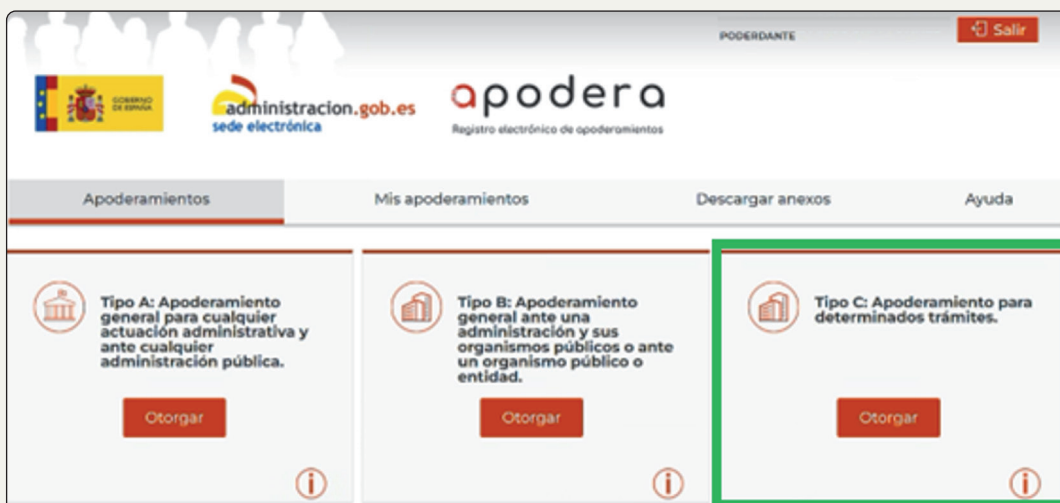 PODERDANTE
Salir
GOBIERNO
DE ESPAÑA
administracion.gob.es
sede electrónica
apodera
Registro electrónico de apoderamientos
Apoderamientos
Mis apoderamientos
Descargar anexos
Ayuda
Tipo A: Apoderamiento
general para cualquier
actuación administrativa y
ante cualquier
administración pública.
Otorgar
Tipo B: Apoderamiento
general ante una
administración y sus
organismos públicos o ante
un organismo público o
entidad.
Otorgar
Tipo C: Apoderamiento para
determinados trámites.
Otorgar